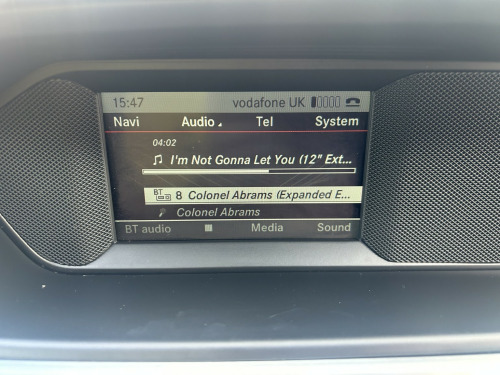 15:47 vodafone UK
Navi Audio Tel System
04:02
I'm Not Gonna Let You (12" Ext...
BT 8 Colonel Abrams (Expanded E...
Colonel Abrams
BT audio Media Sound